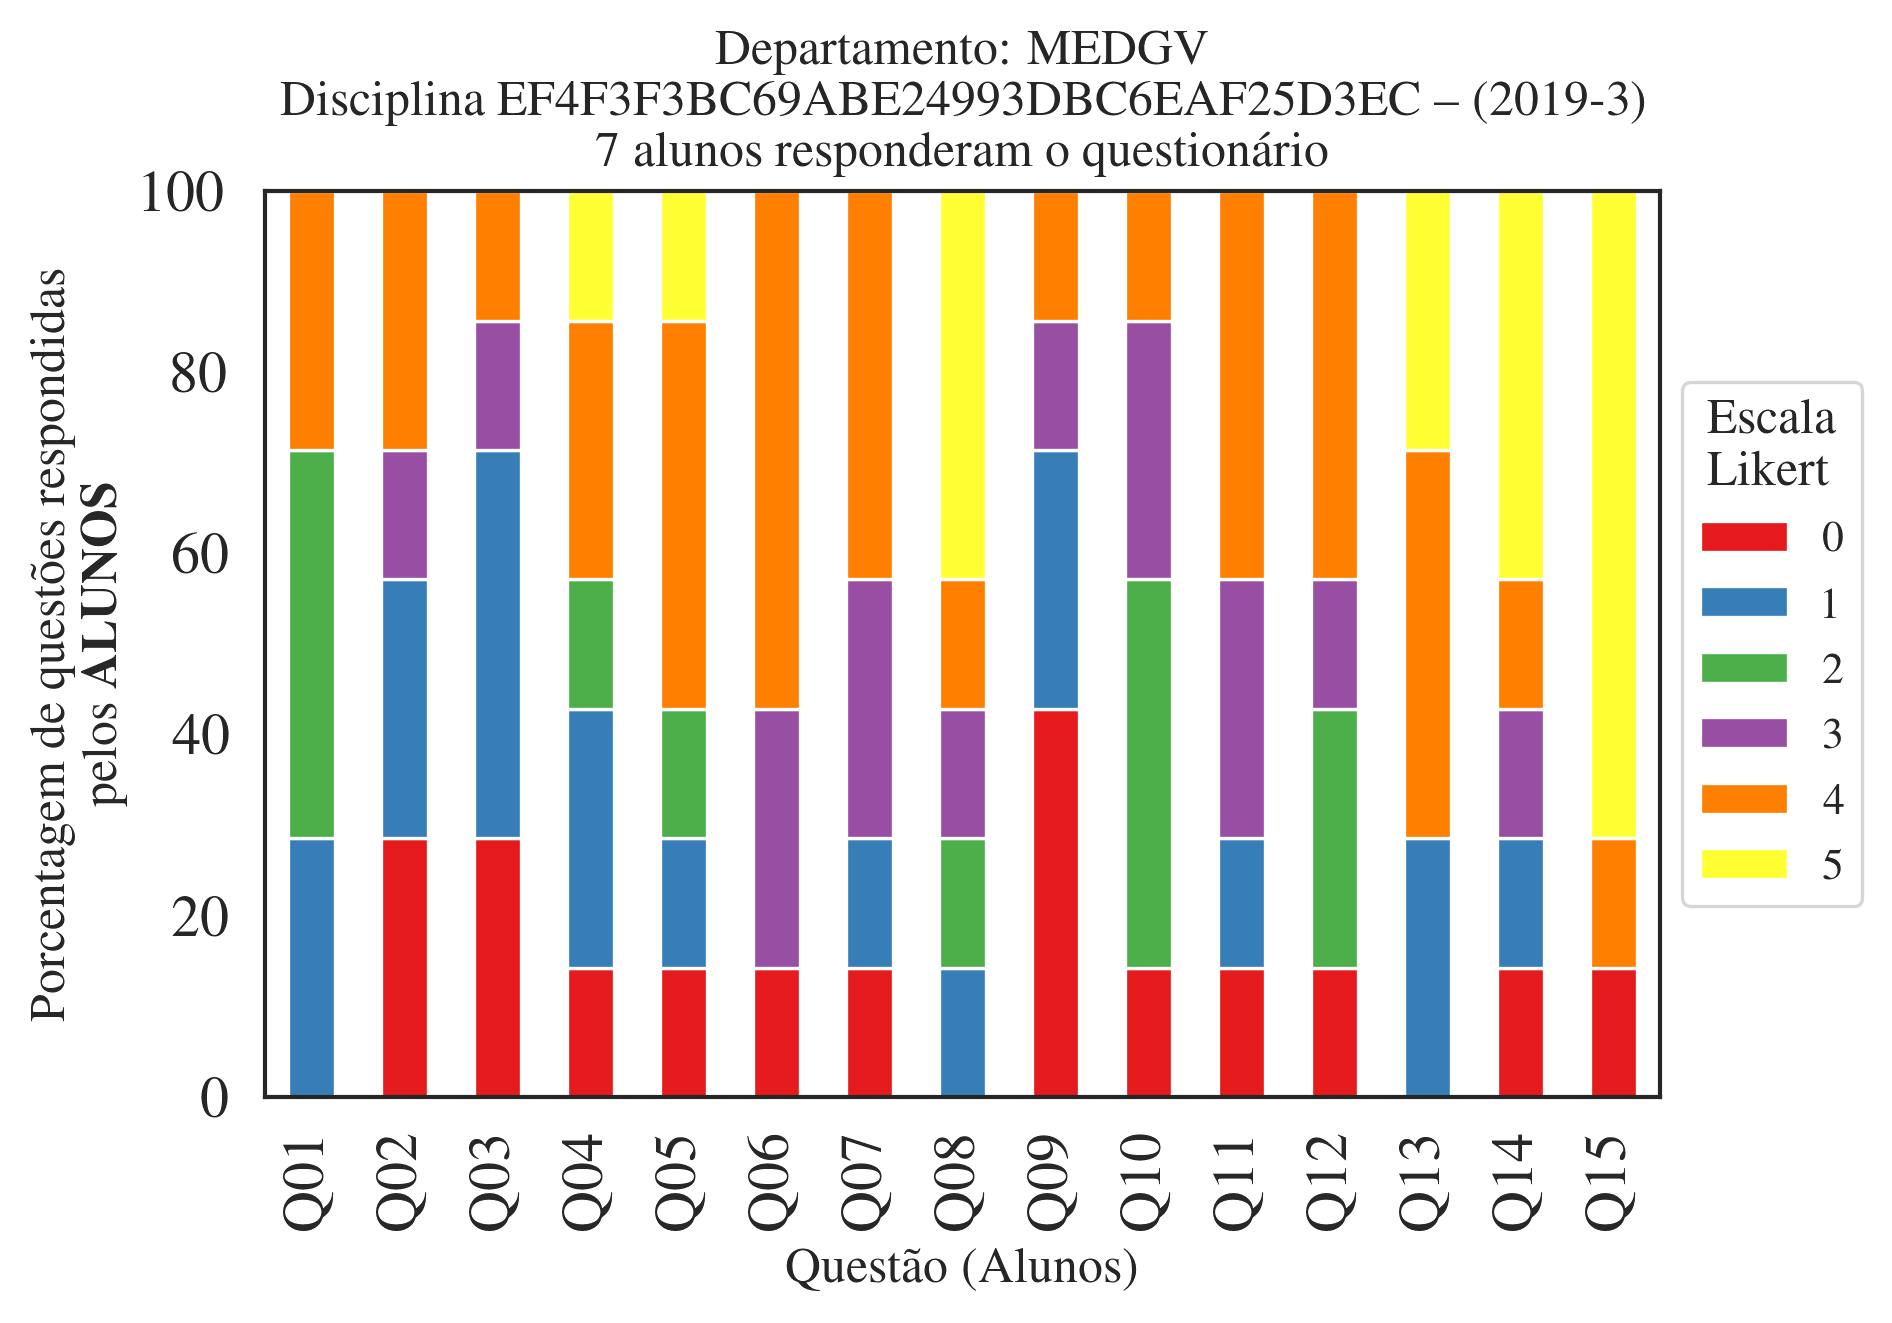 Departamento: MEDGV
Disciplina EF4F3F3BC69ABE24993DBC6EAF25D3EC – (2019-3)
7 alunos responderam o questionário
Porcentagem de questões respondidas
pelos ALUNOS
100
80
60
40
20
0
Q01
Q02
Q03
Q04
Q05
Q06
Q07
Q08
Q09
Q10
Q11
Q12
Q13
Q14
Q15
Questão (Alunos)
Escala
Likert
0
1
2
3
4
5